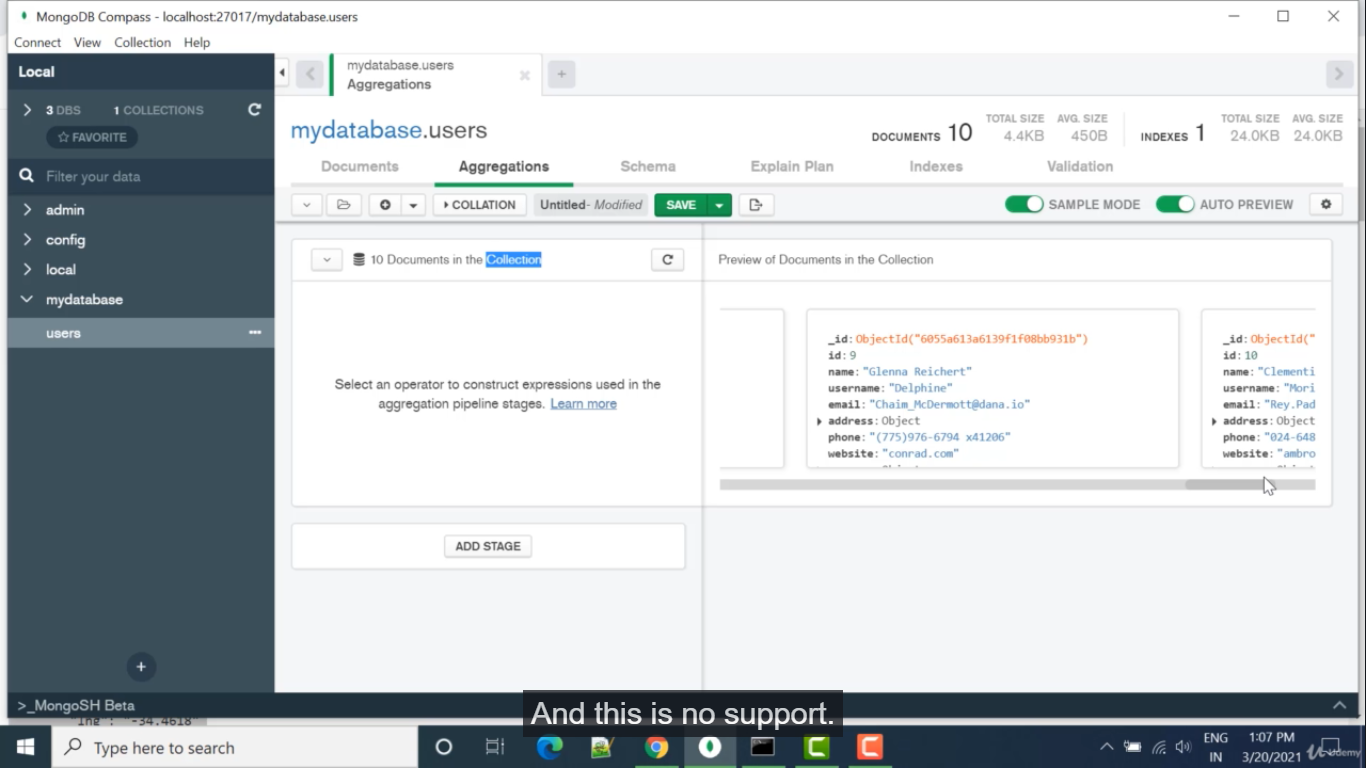 MongoDB Compass - localhost:27017/mydatabase.users
Connect View Collection Help
Local
3 DBS 1 COLLECTIONS
FAVORITE
Filter your data
admin
config
local
mydatabase
users
mydatabase.users
Aggregations
mydatabase.users
DOCUMENTS 10 TOTAL SIZE 4.4KB AVG. SIZE 450B INDEXES 1 TOTAL SIZE 24.0KB AVG. SIZE 24.0KB
Documents Aggregations Schema Explain Plan Indexes Validation
COLLATION Untitled- Modified SAVE SAMPLE MODE AUTO PREVIEW
10 Documents in the Collection
Preview of Documents in the Collection
Select an operator to construct expressions used in the
aggregation pipeline stages. Learn more
_id: ObjectId("6055a613a6139f1f08bb931b")
id: 9
name: "Glenna Reichert"
username: "Delphine"
email: "Chaim_McDermott@dana.io"
address: Object
phone: "(775)976-6794 x41206"
website: "conrad.com"
_id: ObjectId("
id: 10
name: "Clementi
username: "Mori
email: "Rey.Pad
address: Object
phone: "024-648
website: "ambro
ADD STAGE
>_MongoSH Beta
"lng": "-34.4618"
And this is no support.
Type here to search
ENG
IN
1:07 PM
3/20/2021
Udemy